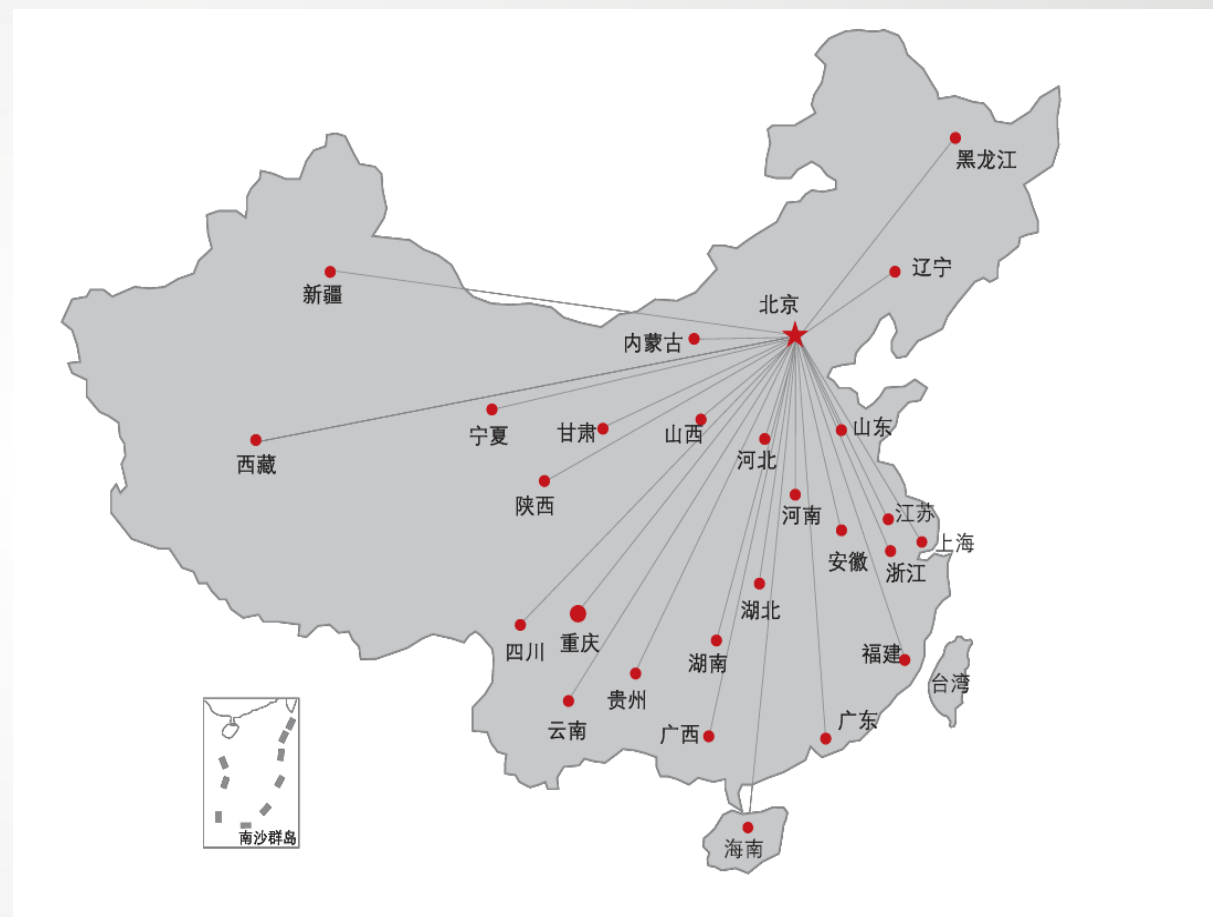 黑龙江
辽宁
新疆
北京
内蒙古
宁夏
甘肃
山西
山东
西藏
河北
陕西
河南
江苏
上海
安徽
浙江
湖北
四川
重庆
湖南
福建
台湾
贵州
云南
广西
广东
南沙群岛
海南